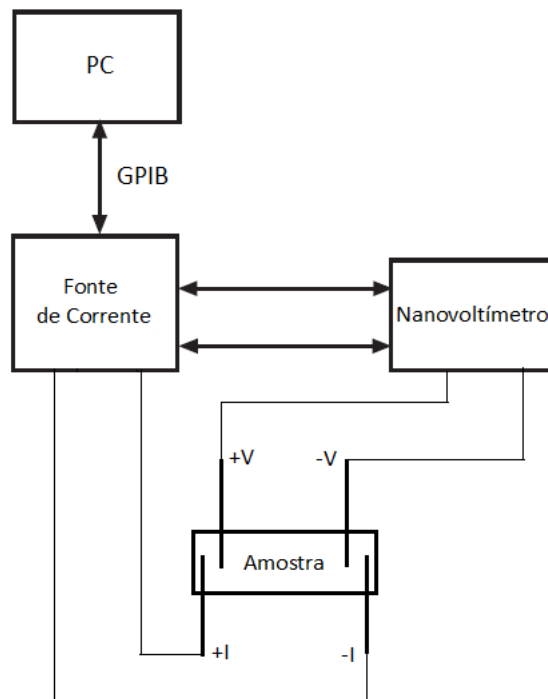 PC
GPIB
Fonte
de Corrente
Nanovoltímetro
+V
-V
Amostra
+I
-I